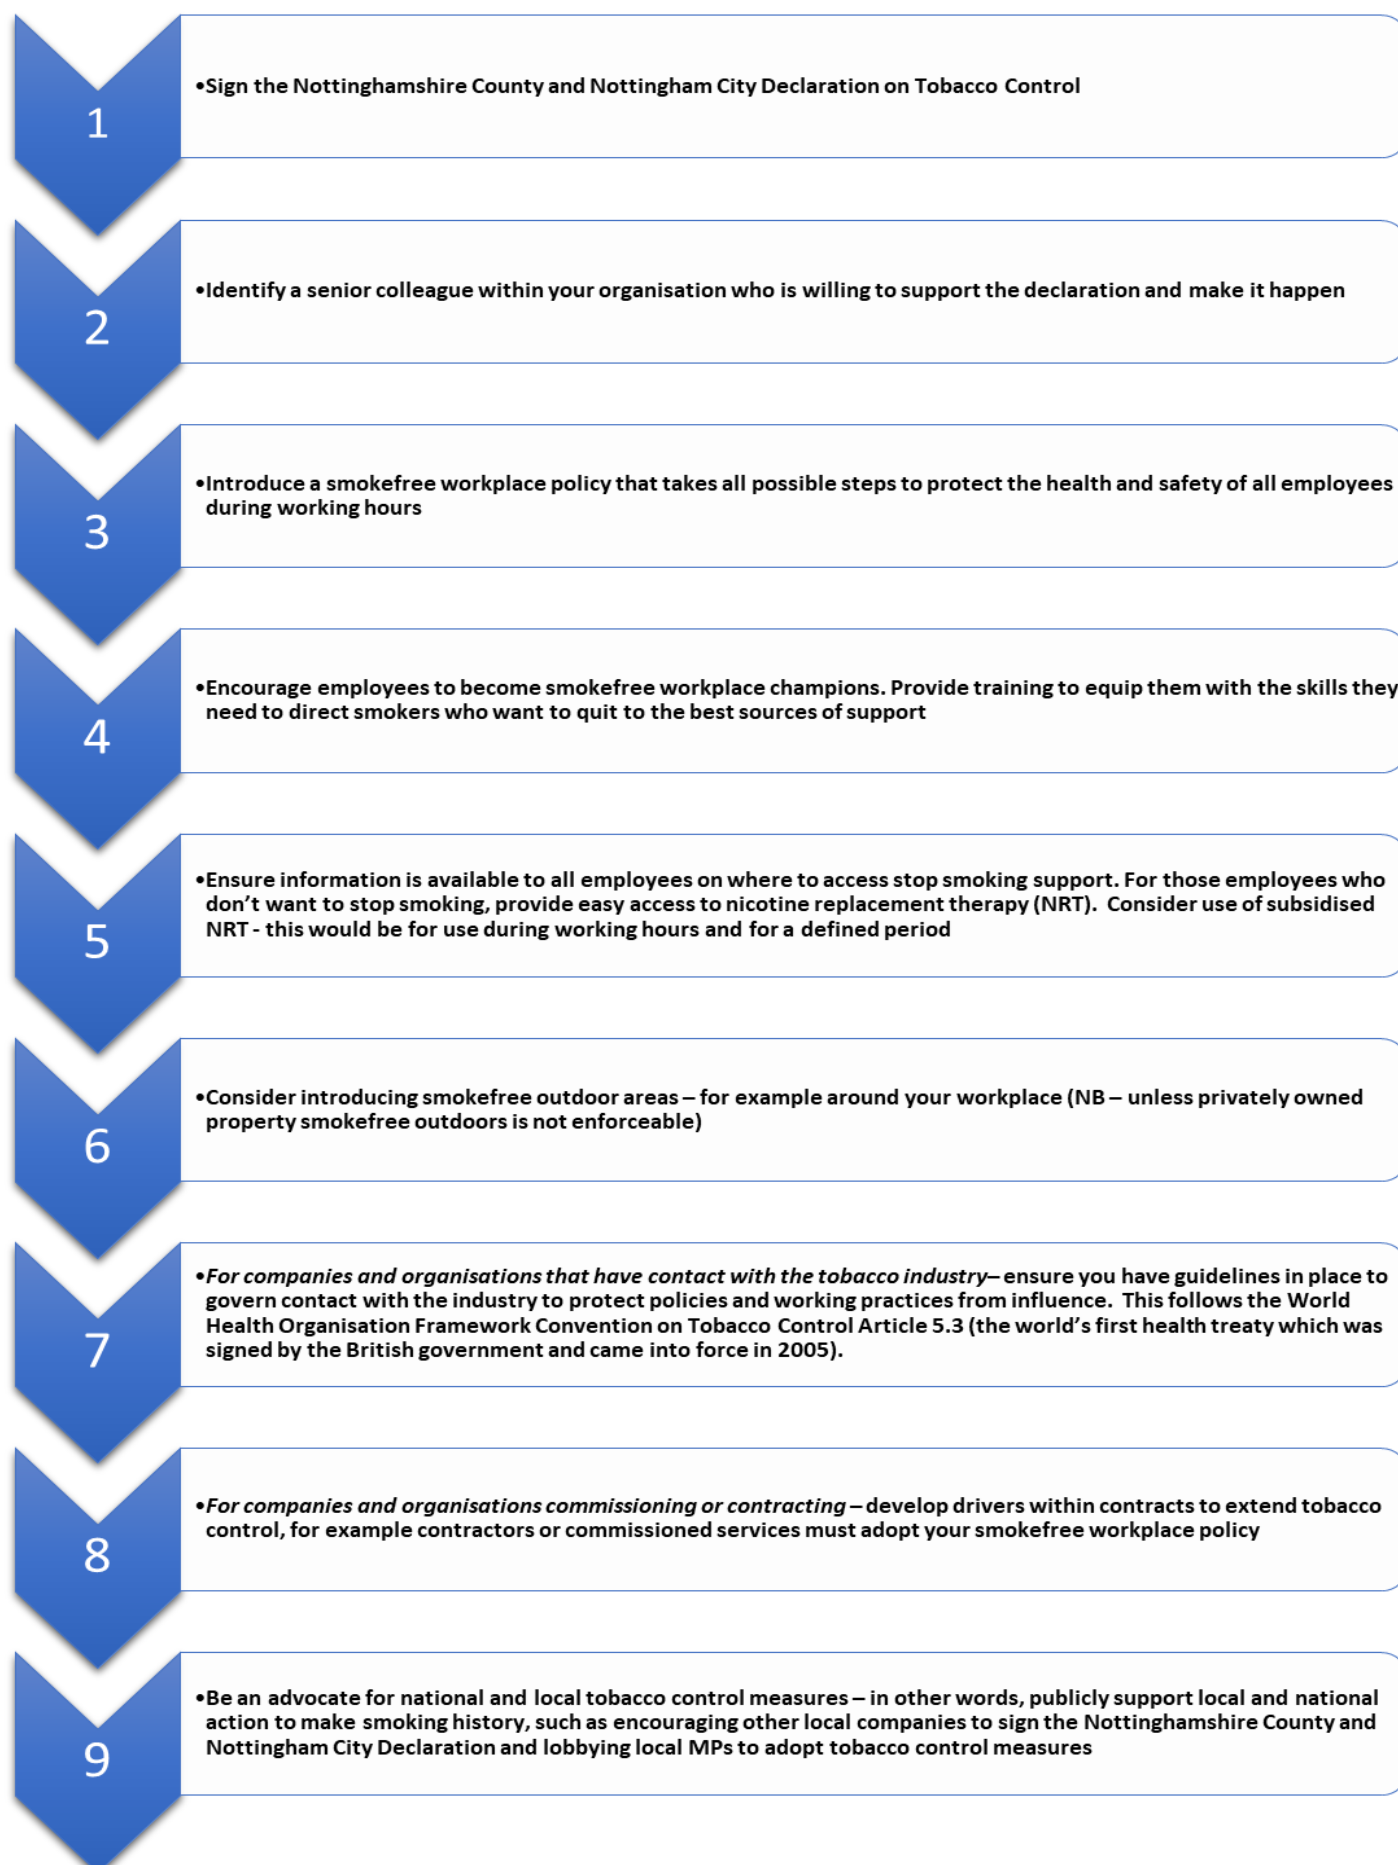 1
•Sign the Nottinghamshire County and Nottingham City Declaration on Tobacco Control
2
•Identify a senior colleague within your organisation who is willing to support the declaration and make it happen
3
•Introduce a smokefree workplace policy that takes all possible steps to protect the health and safety of all employees
during working hours
4
•Encourage employees to become smokefree workplace champions. Provide training to equip them with the skills they
need to direct smokers who want to quit to the best sources of support
5
•Ensure information is available to all employees on where to access stop smoking support. For those employees who
don’t want to stop smoking, provide easy access to nicotine replacement therapy (NRT).  Consider use of subsidised
NRT - this would be for use during working hours and for a defined period
6
•Consider introducing smokefree outdoor areas – for example around your workplace (NB – unless privately owned
property smokefree outdoors is not enforceable)
7
•For companies and organisations that have contact with the tobacco industry– ensure you have guidelines in place to
govern contact with the industry to protect policies and working practices from influence.  This follows the World
Health Organisation Framework Convention on Tobacco Control Article 5.3 (the world’s first health treaty which was
signed by the British government and came into force in 2005).
8
•For companies and organisations commissioning or contracting – develop drivers within contracts to extend tobacco
control, for example contractors or commissioned services must adopt your smokefree workplace policy
9
•Be an advocate for national and local tobacco control measures – in other words, publicly support local and national
action to make smoking history, such as encouraging other local companies to sign the Nottinghamshire County and
Nottingham City Declaration and lobbying local MPs to adopt tobacco control measures